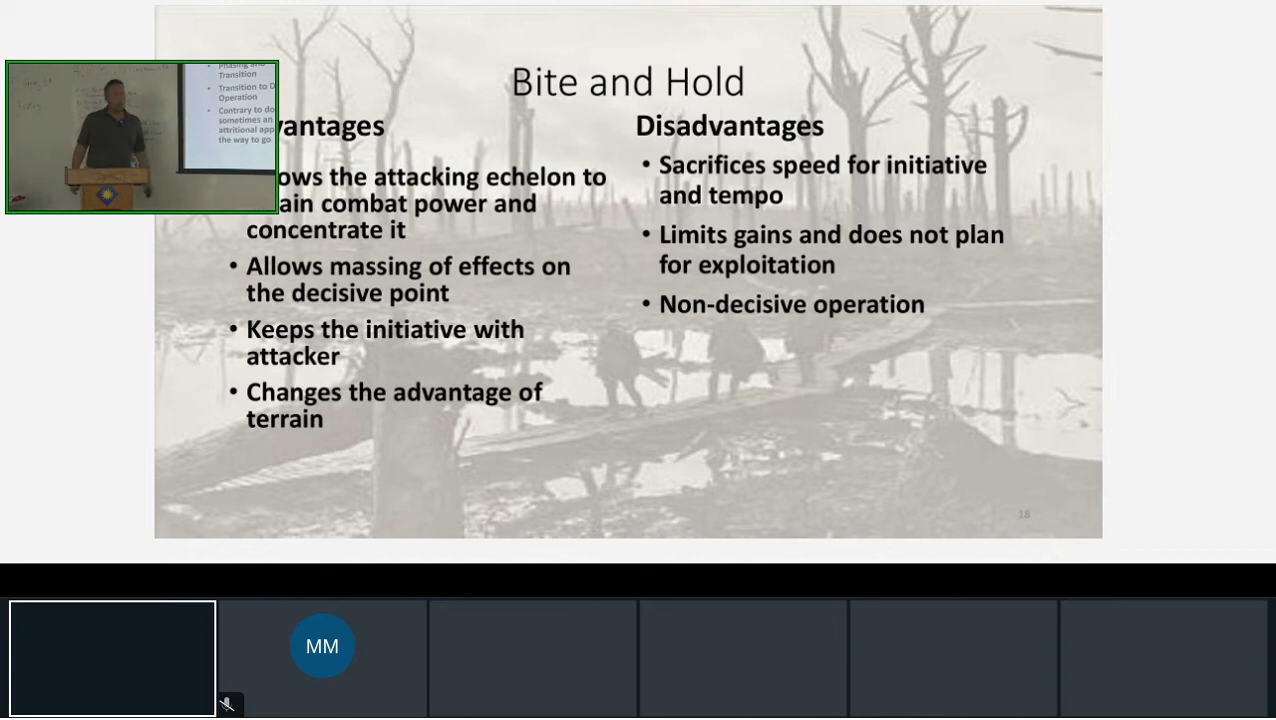 Bite and Hold
vantages
ows the attacking echelon to
ain combat power and
concentrate it
• Allows massing of effects on
the decisive point
• Keeps the initiative with
attacker
• Changes the advantage of
terrain
Disadvantages
• Sacrifices speed for initiative
and tempo
• Limits gains and does not plan
for exploitation
• Non-decisive operation
18
• Phasing and
Transition
• Transition to D
Operation
• Contrary to do
sometimes an
attritional app
the way to go
MM